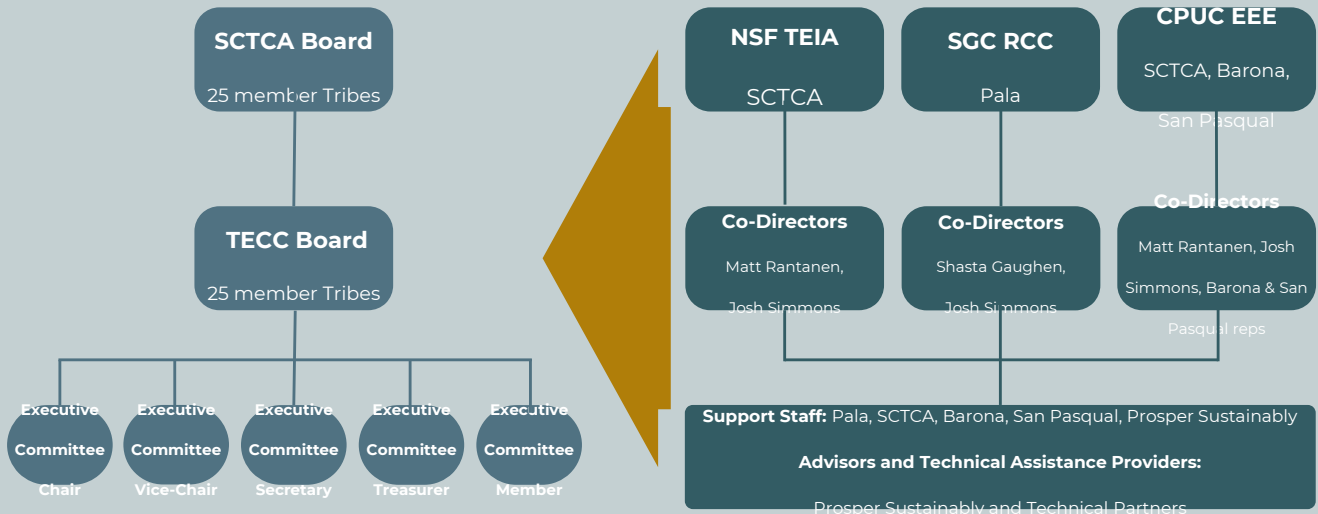 SCTCA Board
25 member Tribes
TECC Board
25 member Tribes
Executive
Committee
Chair
Executive
Committee
Vice-Chair
Executive
Committee
Secretary
Executive
Committee
Treasurer
Executive
Committee
Member
NSF TEIA
SCTCA
SGC RCC
Pala
CPUC EEE
SCTCA, Barona,
San Pasqual
Co-Directors
Matt Rantanen,
Josh Simmons
Co-Directors
Shasta Gaughen,
Josh Simmons
Co-Directors
Matt Rantanen, Josh
Simmons, Barona & San
Pasqual reps
Support Staff: Pala, SCTCA, Barona, San Pasqual, Prosper Sustainably
Advisors and Technical Assistance Providers:
Prosper Sustainably and Technical Partners